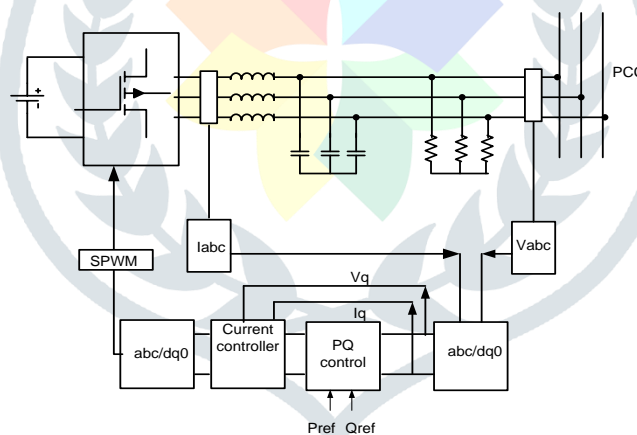 PCC
Iabc
Vabc
SPWM
Vq
Iq
abc/dq0
Current
controller
PQ
control
abc/dq0
Pref
Qref